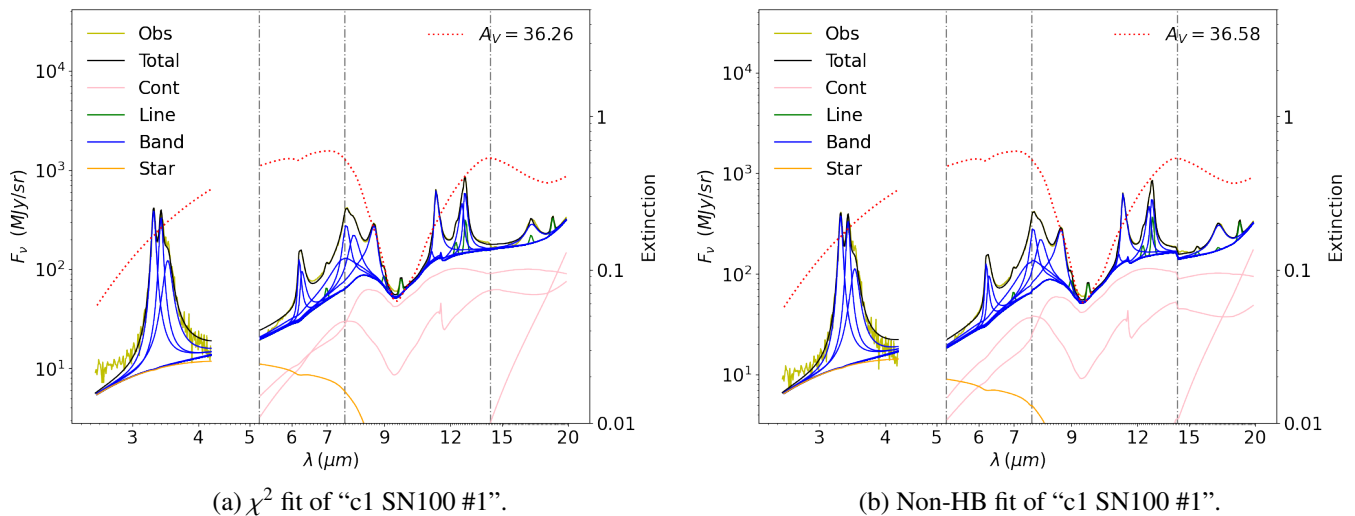 Obs
Total
Cont
Line
Band
Star
A_V = 36.26
10^4
10^3
10^2
10^1
F_ν (MJy/sr)
1
0.1
0.01
Extinction
3 4 5 6 7 9 12 15 20
λ (μm)
(a) χ² fit of “c1 SN100 #1”.
Obs
Total
Cont
Line
Band
Star
A_V = 36.58
10^4
10^3
10^2
10^1
F_ν (MJy/sr)
1
0.1
0.01
Extinction
3 4 5 6 7 9 12 15 20
λ (μm)
(b) Non-HB fit of “c1 SN100 #1”.